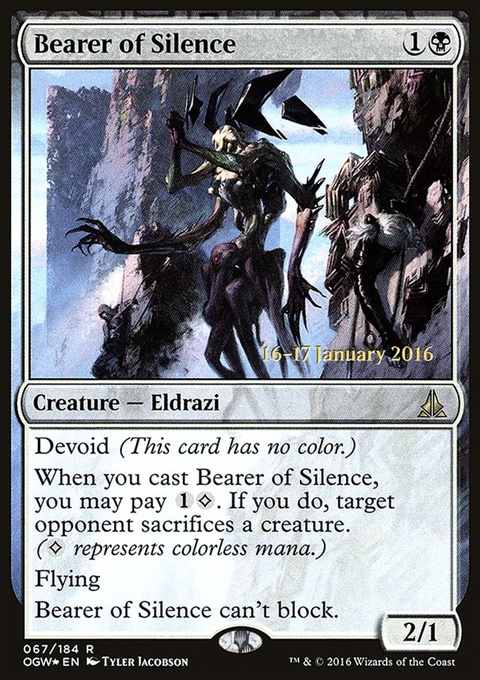 Bearer of Silence 1
16–17 January 2016
Creature — Eldrazi
Devoid (This card has no color.)
When you cast Bearer of Silence,
you may pay 1◇. If you do, target
opponent sacrifices a creature.
(◇ represents colorless mana.)
Flying
Bearer of Silence can't block.
2/1
067/184 R
OGW★EN Tyler Jacobson
™ & © 2016 Wizards of the Coast